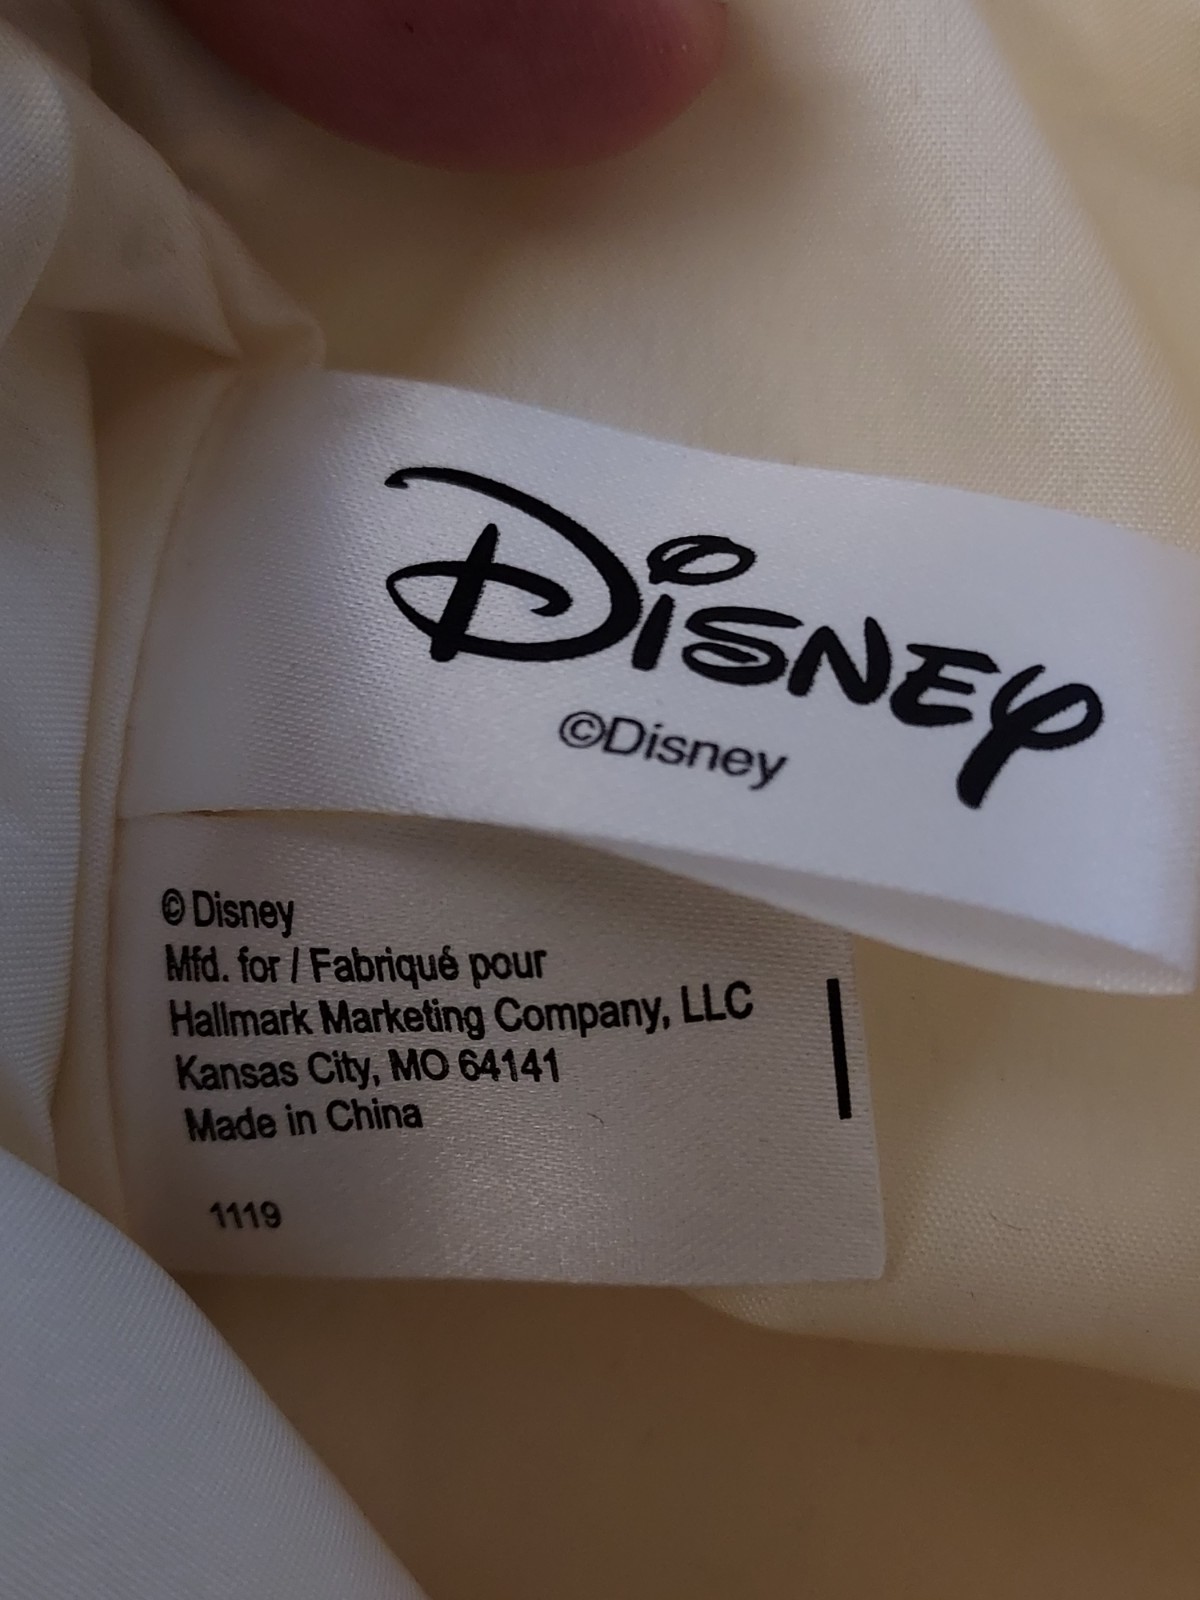 Disney
©Disney
© Disney
Mfd. for / Fabriqué pour
Hallmark Marketing Company, LLC
Kansas City, MO 64141
Made in China
1119